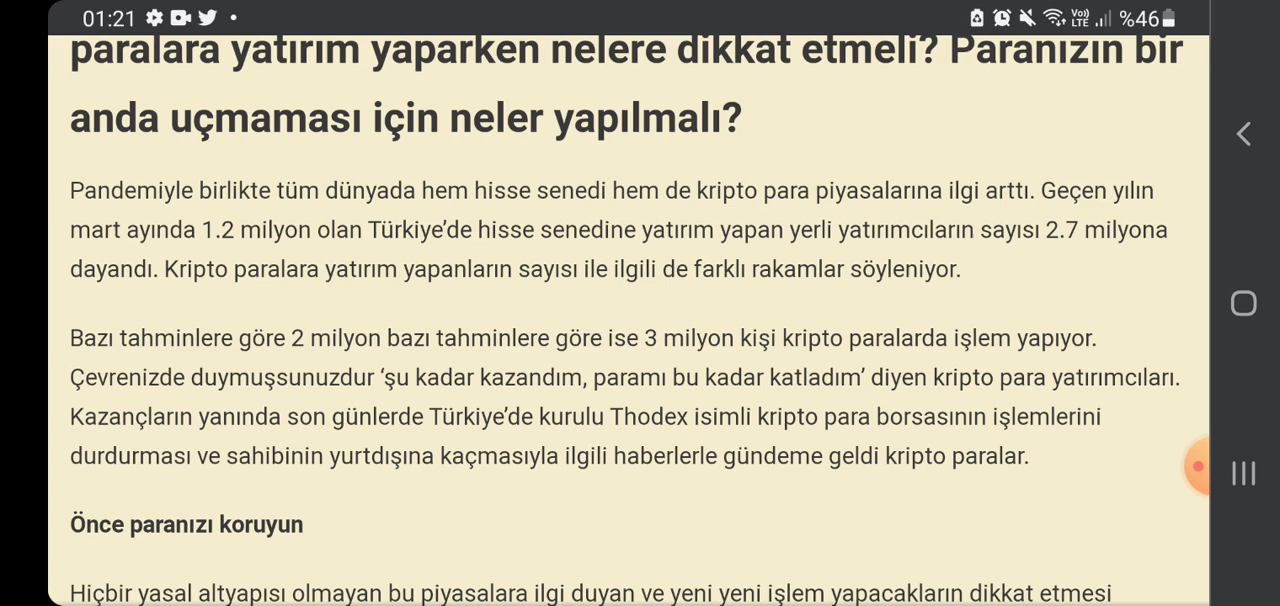 01:21
Vo)) LTE %46
paralara yatırım yaparken nelere dikkat etmeli? Paranızın bir
anda uçmaması için neler yapılmalı?
Pandemiyle birlikte tüm dünyada hem hisse senedi hem de kripto para piyasalarına ilgi arttı. Geçen yılın
mart ayında 1.2 milyon olan Türkiye’de hisse senedine yatırım yapan yerli yatırımcıların sayısı 2.7 milyona
dayandı. Kripto paralara yatırım yapanların sayısı ile ilgili de farklı rakamlar söyleniyor.
Bazı tahminlere göre 2 milyon bazı tahminlere göre ise 3 milyon kişi kripto paralarda işlem yapıyor.
Çevrenizde duymuşsunuzdur ‘şu kadar kazandım, paramı bu kadar katladım’ diyen kripto para yatırımcıları.
Kazançların yanında son günlerde Türkiye’de kurulu Thodex isimli kripto para borsasının işlemlerini
durdurması ve sahibinin yurtdışına kaçmasıyla ilgili haberlerle gündeme geldi kripto paralar.
Önce paranızı koruyun
Hiçbir yasal altyapısı olmayan bu piyasalara ilgi duyan ve yeni yeni işlem yapacakların dikkat etmesi